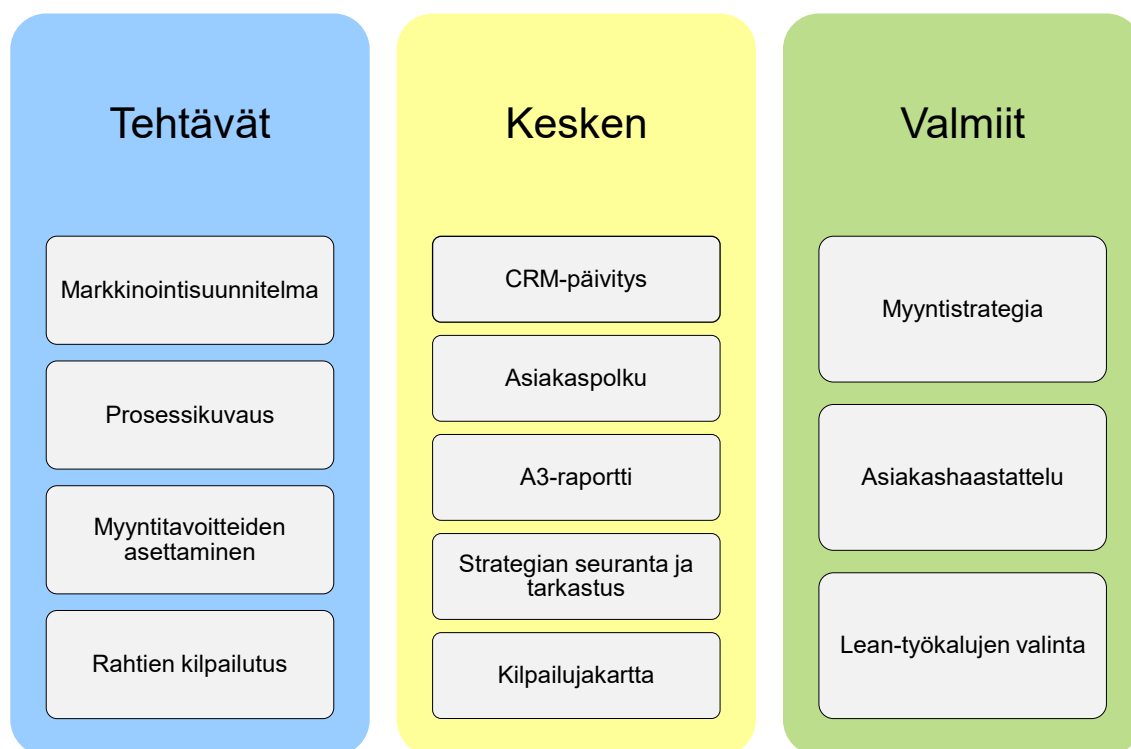 Tehtävät
Markkinointisuunnitelma
Prosessikuvaus
Myyntitavoitteiden
asettaminen
Rahtien kilpailutus
Kesken
CRM-päivitys
Asiakaspolku
A3-raportti
Strategian seuranta ja
tarkastus
Kilpailujakartta
Valmiit
Myyntistrategia
Asiakashaastattelu
Lean-työkalujen valinta